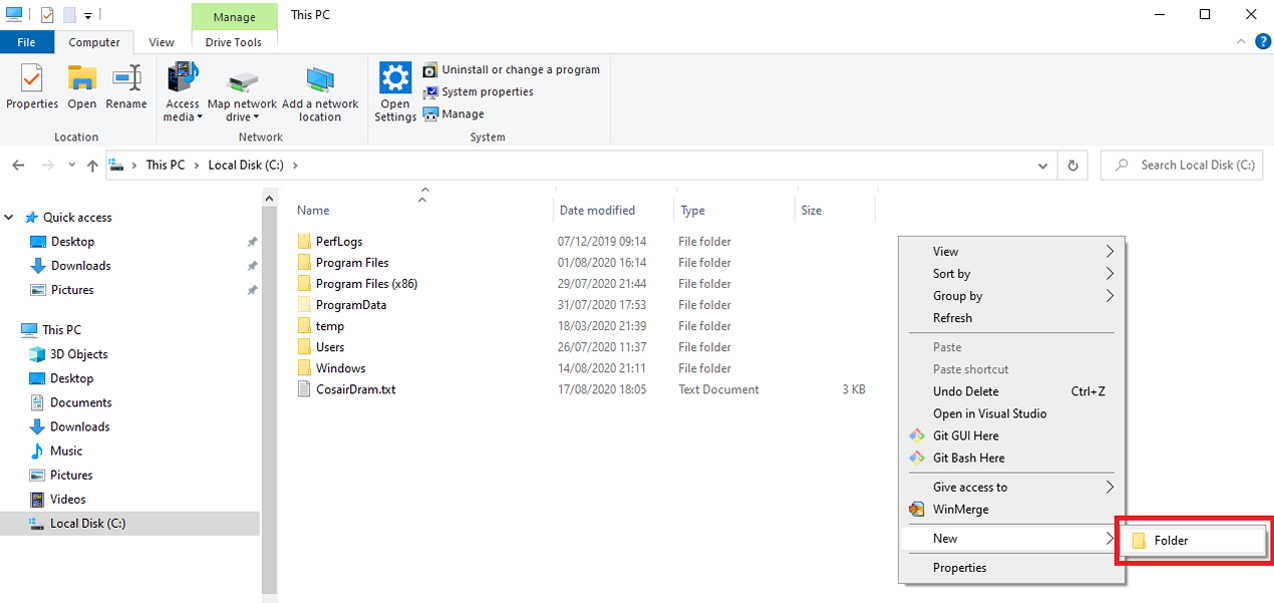 Manage
This PC
File
Computer
View
Drive Tools
Properties
Open
Rename
Access media
Map network drive
Add a network location
Open Settings
Uninstall or change a program
System properties
Manage
Location
Network
System
This PC
Local Disk (C:)
Search Local Disk (C:)
Quick access
Desktop
Downloads
Pictures
This PC
3D Objects
Desktop
Documents
Downloads
Music
Pictures
Videos
Local Disk (C:)
Name Date modified Type Size
PerfLogs 07/12/2019 09:14 File folder
Program Files 01/08/2020 16:14 File folder
Program Files (x86) 29/07/2020 21:44 File folder
ProgramData 31/07/2020 17:53 File folder
temp 18/03/2020 21:39 File folder
Users 26/07/2020 11:37 File folder
Windows 14/08/2020 21:11 File folder
CosairDram.txt 17/08/2020 18:05 Text Document 3 KB
View
Sort by
Group by
Refresh
Paste
Paste shortcut
Undo Delete Ctrl+Z
Open in Visual Studio
Git GUI Here
Git Bash Here
Give access to
WinMerge
New
Folder
Properties